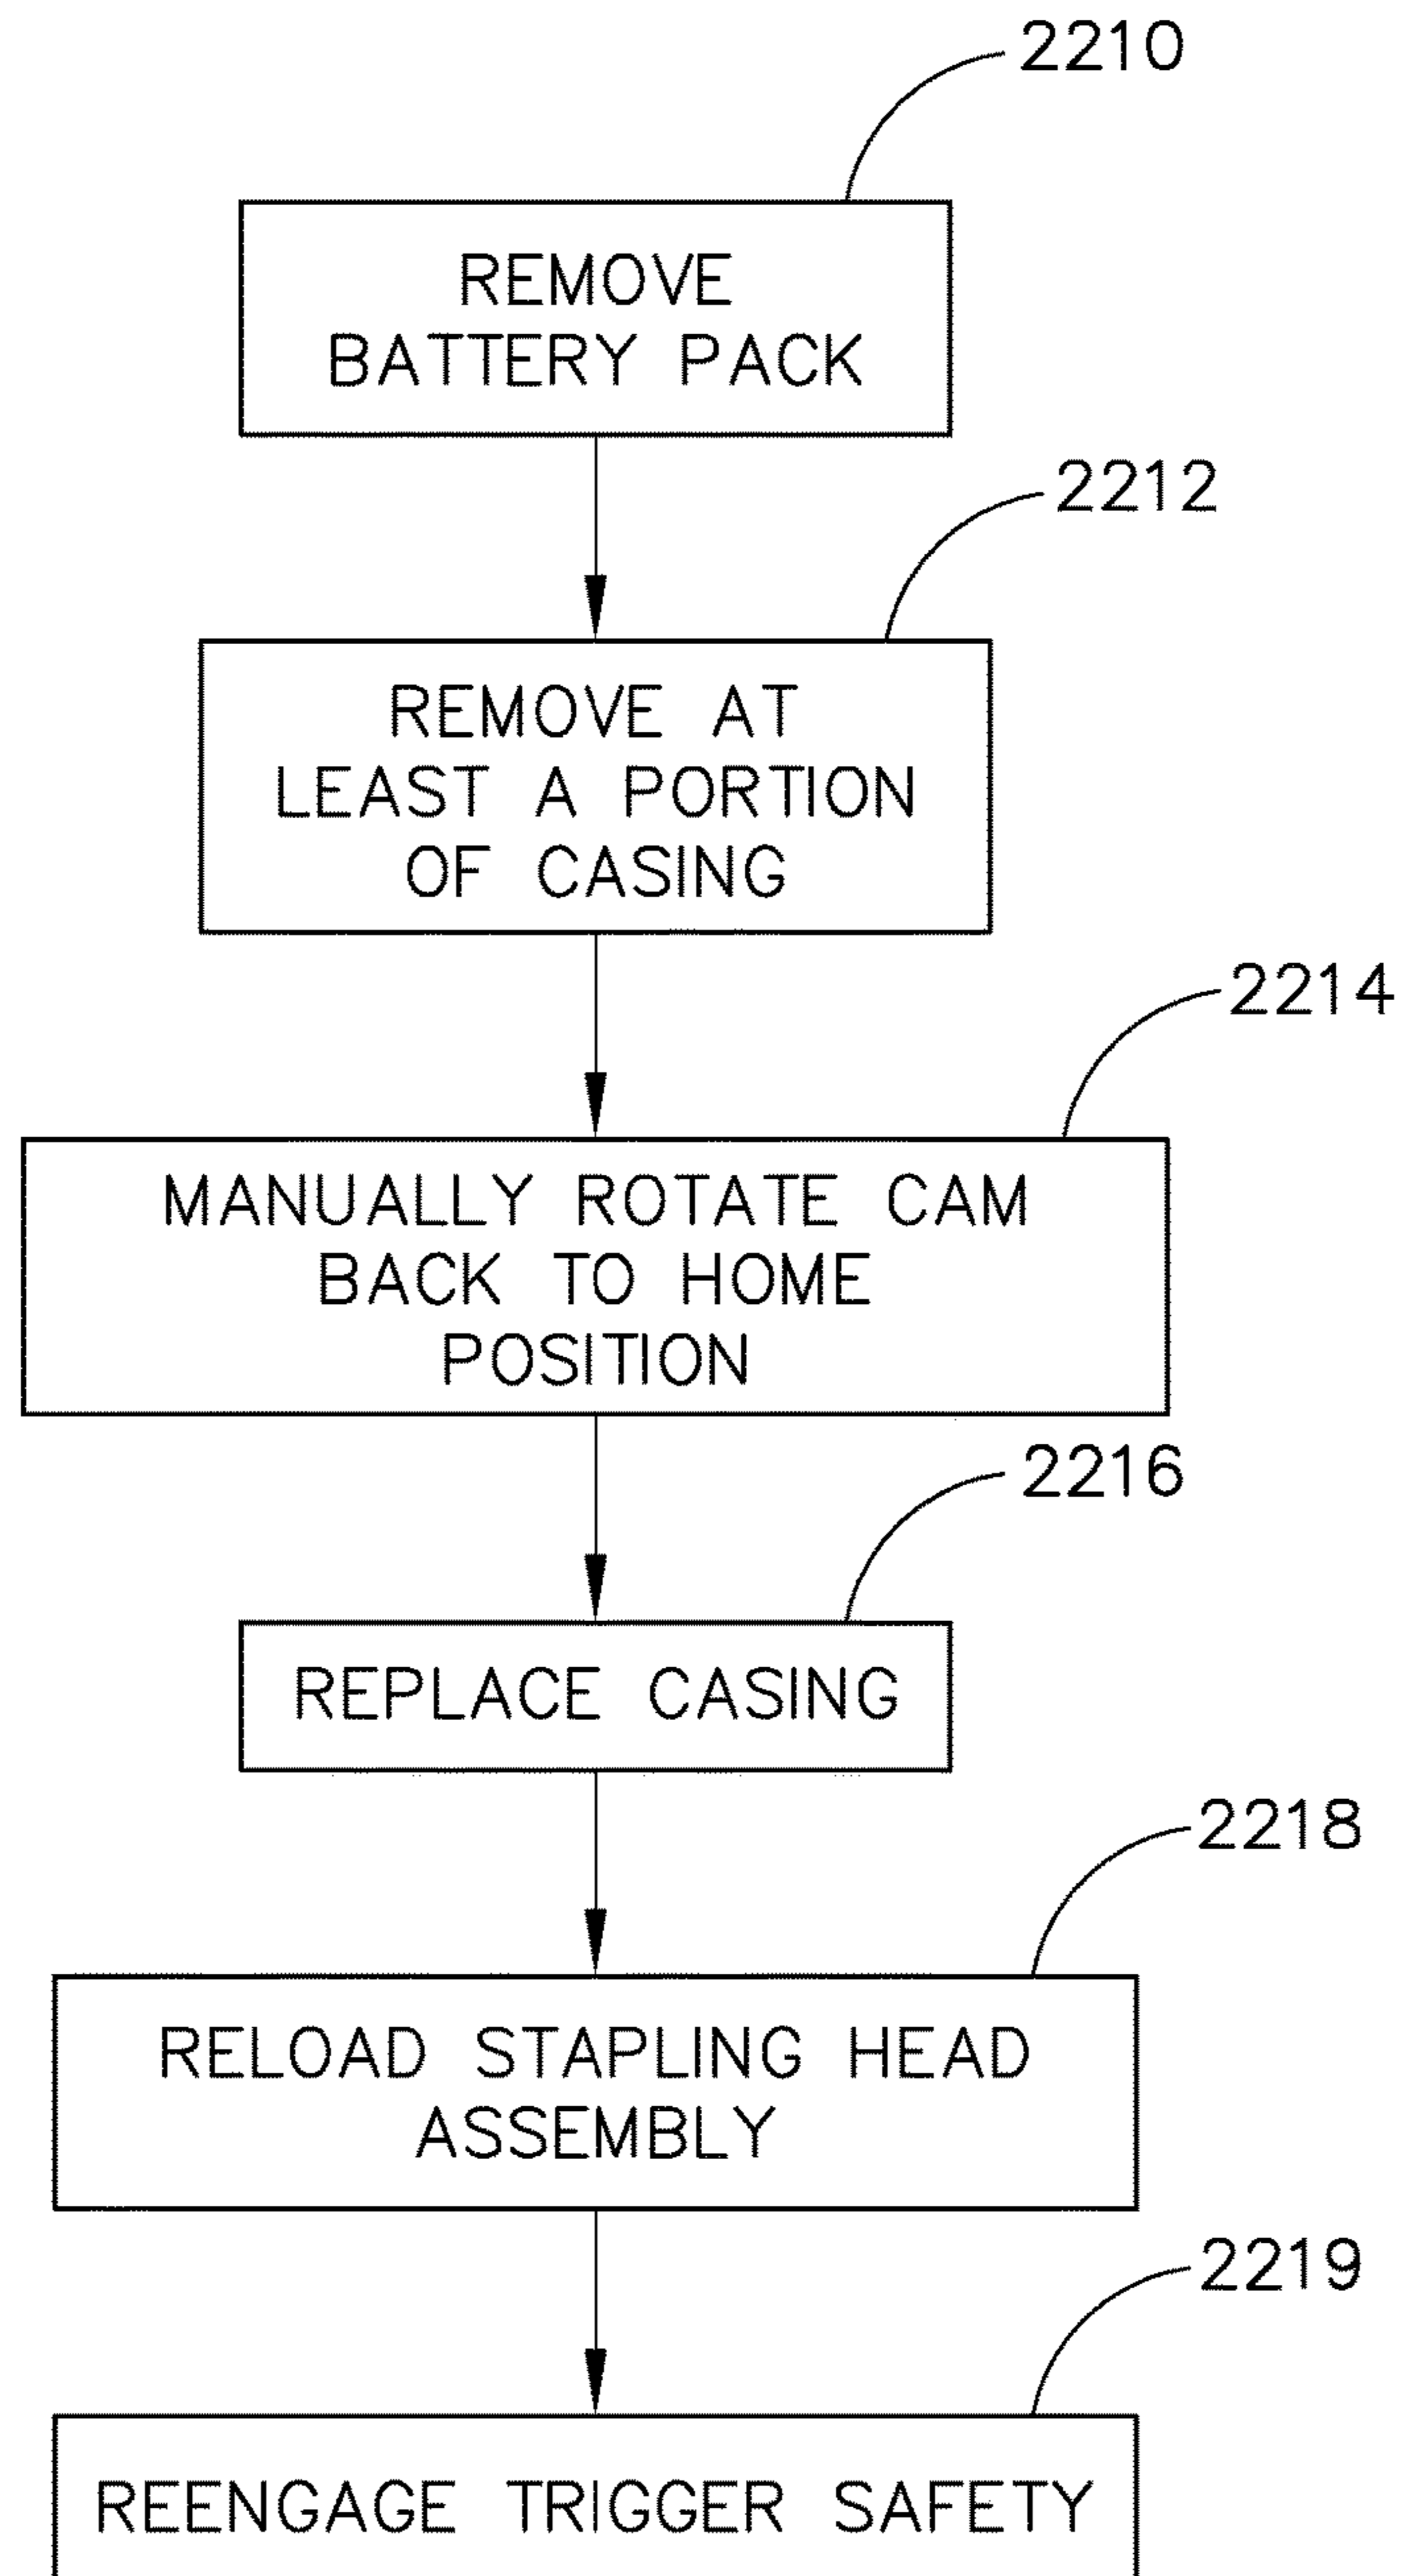 2210
REMOVE
BATTERY PACK
2212
REMOVE AT
LEAST A PORTION
OF CASING
2214
MANUALLY ROTATE CAM
BACK TO HOME
POSITION
2216
REPLACE CASING
2218
RELOAD STAPLING HEAD
ASSEMBLY
2219
REENGAGE TRIGGER SAFETY